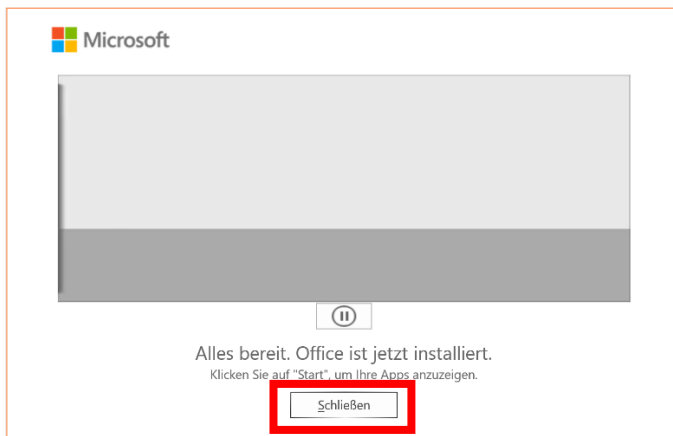 Microsoft
Alles bereit. Office ist jetzt installiert.
Klicken Sie auf "Start", um Ihre Apps anzuzeigen.
Schließen